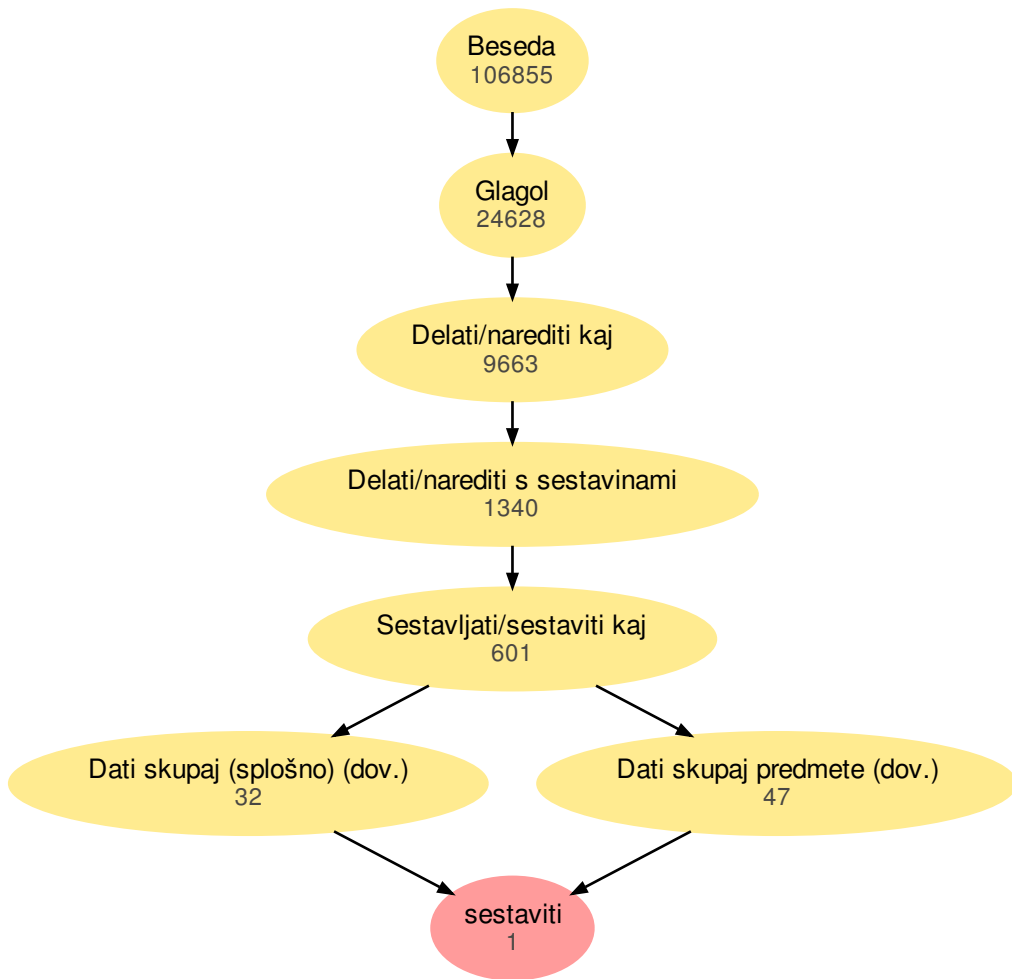 Beseda
106855
Glagol
24628
Delati/narediti kaj
9663
Delati/narediti s sestavinami
1340
Sestavljati/sestaviti kaj
601
Dati skupaj (splošno) (dov.)
32
Dati skupaj predmete (dov.)
47
sestaviti
1